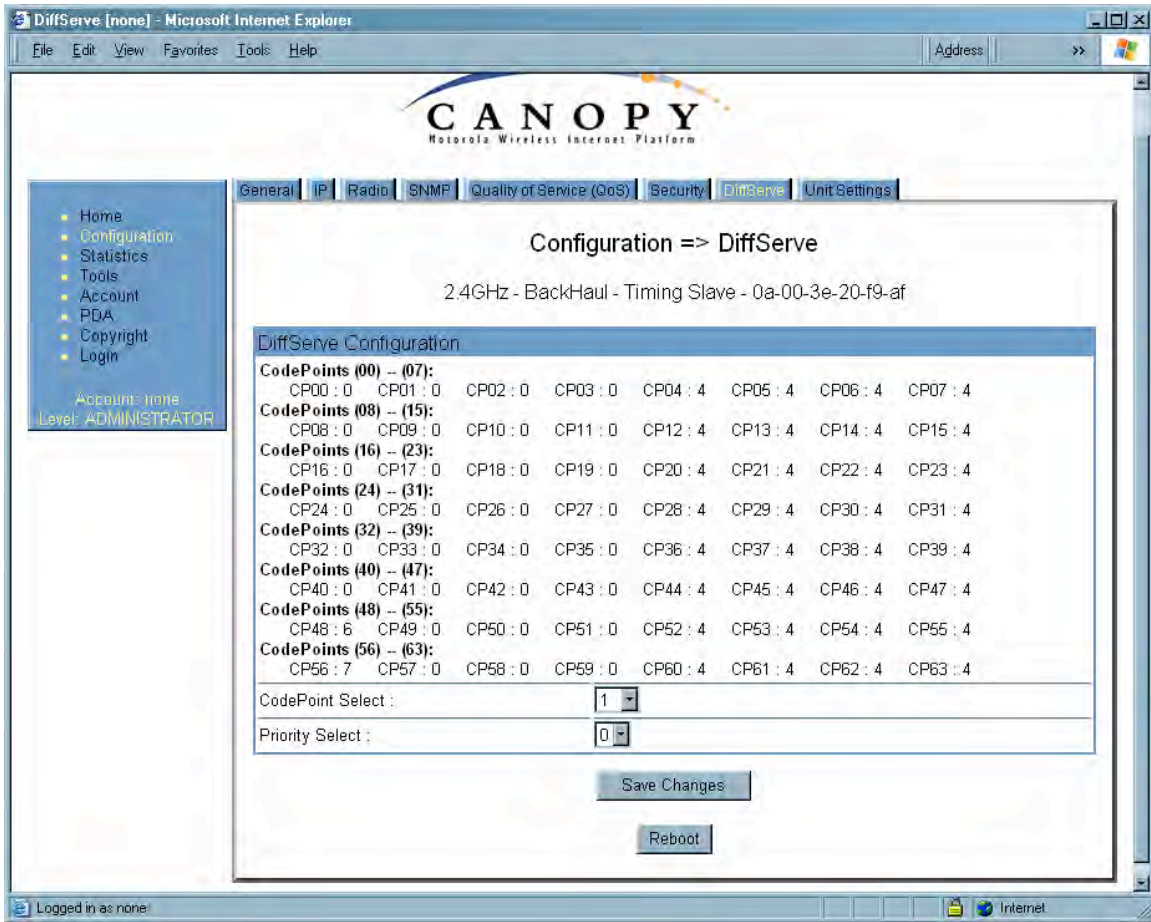 DiffServe [none] - Microsoft Internet Explorer
File Edit View Favorites Tools Help Address »
CANOPY
Motorola Wireless Internet Platform
General IP Radio SNMP Quality of Service (QoS) Security DiffServe Unit Settings
Home
Configuration
Statistics
Tools
Account
PDA
Copyright
Login
Account: none
Level: ADMINISTRATOR
Configuration => DiffServe
2.4GHz - BackHaul - Timing Slave - 0a-00-3e-20-f9-af
DiffServe Configuration
CodePoints (00) -- (07):
CP00 : 0 CP01 : 0 CP02 : 0 CP03 : 0 CP04 : 4 CP05 : 4 CP06 : 4 CP07 : 4
CodePoints (08) -- (15):
CP08 : 0 CP09 : 0 CP10 : 0 CP11 : 0 CP12 : 4 CP13 : 4 CP14 : 4 CP15 : 4
CodePoints (16) -- (23):
CP16 : 0 CP17 : 0 CP18 : 0 CP19 : 0 CP20 : 4 CP21 : 4 CP22 : 4 CP23 : 4
CodePoints (24) -- (31):
CP24 : 0 CP25 : 0 CP26 : 0 CP27 : 0 CP28 : 4 CP29 : 4 CP30 : 4 CP31 : 4
CodePoints (32) -- (39):
CP32 : 0 CP33 : 0 CP34 : 0 CP35 : 0 CP36 : 4 CP37 : 4 CP38 : 4 CP39 : 4
CodePoints (40) -- (47):
CP40 : 0 CP41 : 0 CP42 : 0 CP43 : 0 CP44 : 4 CP45 : 4 CP46 : 4 CP47 : 4
CodePoints (48) -- (55):
CP48 : 6 CP49 : 0 CP50 : 0 CP51 : 0 CP52 : 4 CP53 : 4 CP54 : 4 CP55 : 4
CodePoints (56) -- (63):
CP56 : 7 CP57 : 0 CP58 : 0 CP59 : 0 CP60 : 4 CP61 : 4 CP62 : 4 CP63 : 4
CodePoint Select : 1
Priority Select : 0
Save Changes
Reboot
Logged in as none Internet